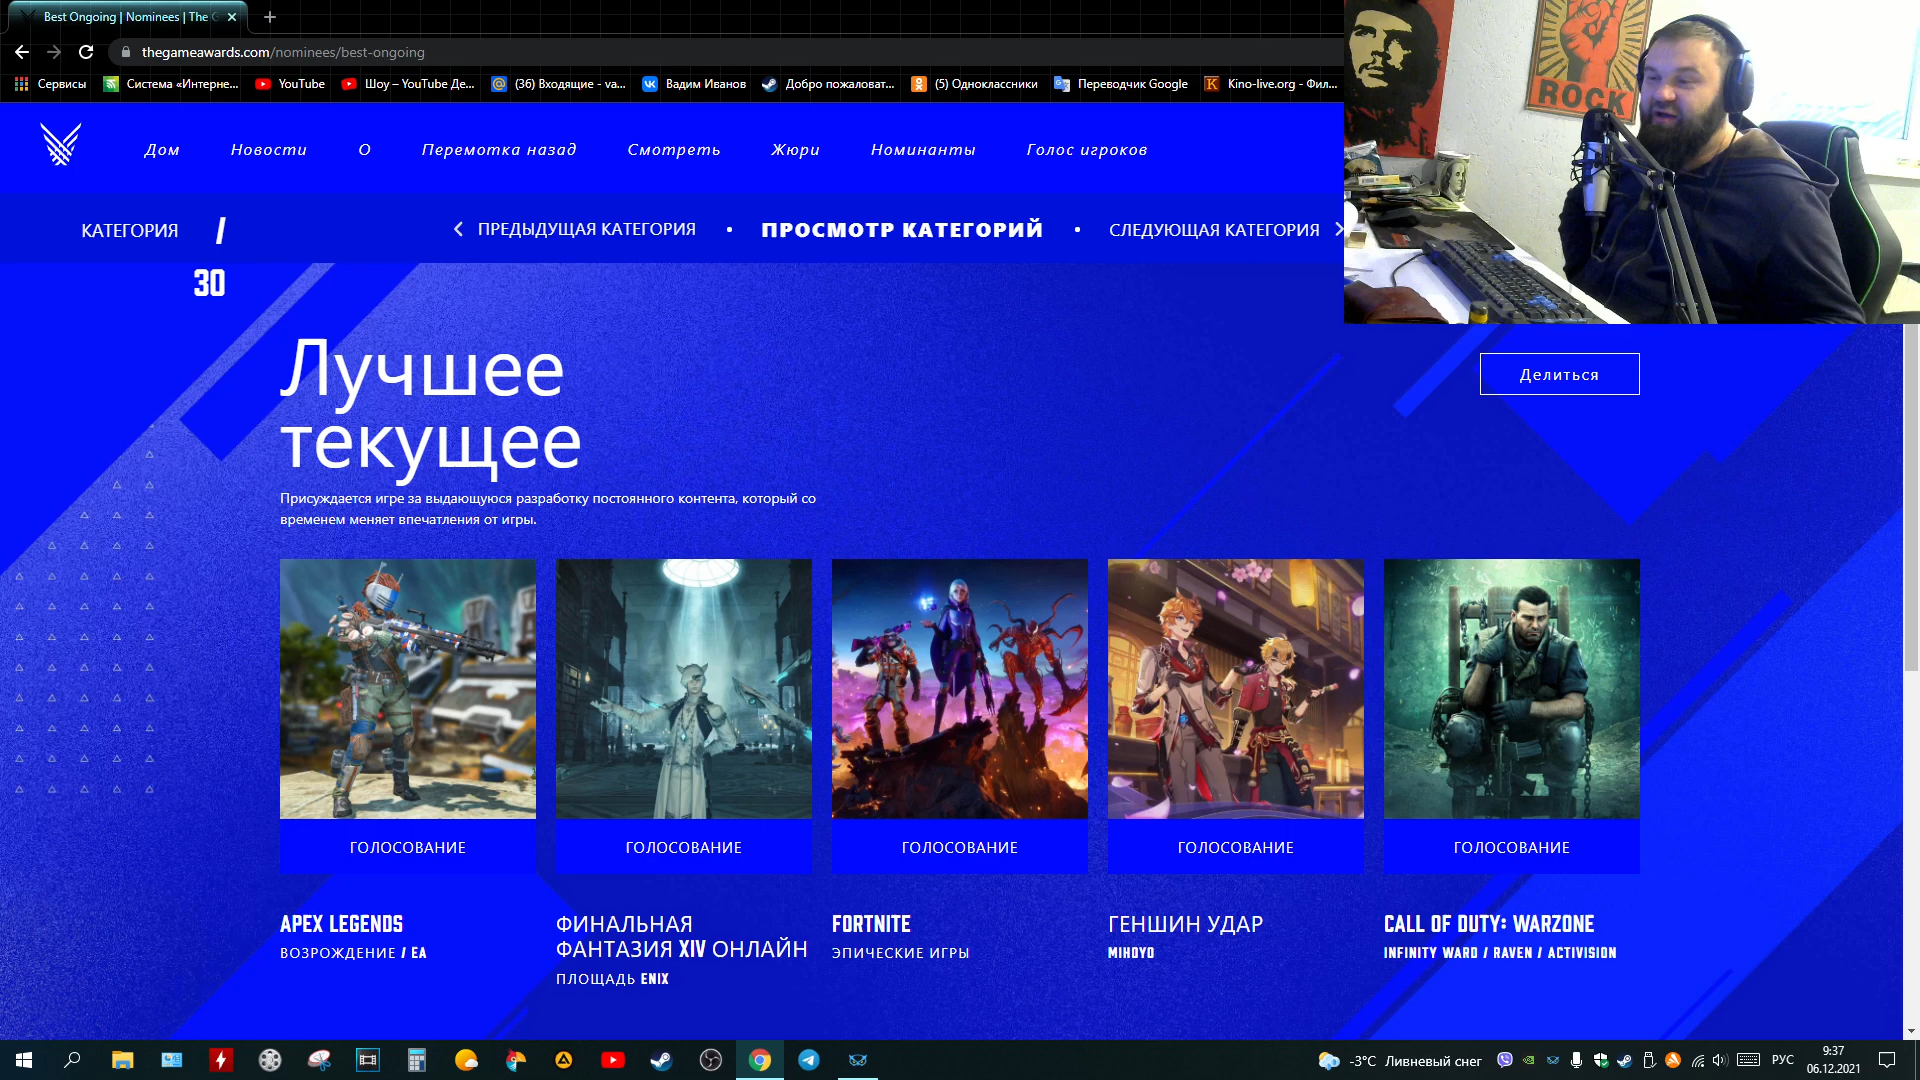 Best Ongoing | Nominees | The G
thegameawards.com/nominees/best-ongoing
Сервисы
Система «Интерне...
YouTube
Шоу – YouTube Де...
(36) Входящие - va...
Вадим Иванов
Добро пожаловат...
(5) Одноклассники
Переводчик Google
Kino-live.org - Фил...
ROCK
Дом
Новости
О
Перемотка назад
Смотреть
Жюри
Номинанты
Голос игроков
КАТЕГОРИЯ
/
30
ПРЕДЫДУЩАЯ КАТЕГОРИЯ
ПРОСМОТР КАТЕГОРИЙ
СЛЕДУЮЩАЯ КАТЕГОРИЯ
Лучшее
текущее
Делиться
Присуждается игре за выдающуюся разработку постоянного контента, который со
временем меняет впечатления от игры.
ГОЛОСОВАНИЕ
ГОЛОСОВАНИЕ
ГОЛОСОВАНИЕ
ГОЛОСОВАНИЕ
ГОЛОСОВАНИЕ
APEX LEGENDS
ВОЗРОЖДЕНИЕ / EA
ФИНАЛЬНАЯ
ФАНТАЗИЯ XIV ОНЛАЙН
ПЛОЩАДЬ ENIX
FORTNITE
ЭПИЧЕСКИЕ ИГРЫ
ГЕНШИН УДАР
MIHOYO
CALL OF DUTY: WARZONE
INFINITY WARD / RAVEN / ACTIVISION
-3°C Ливневый снег
РУС
9:37
06.12.2021